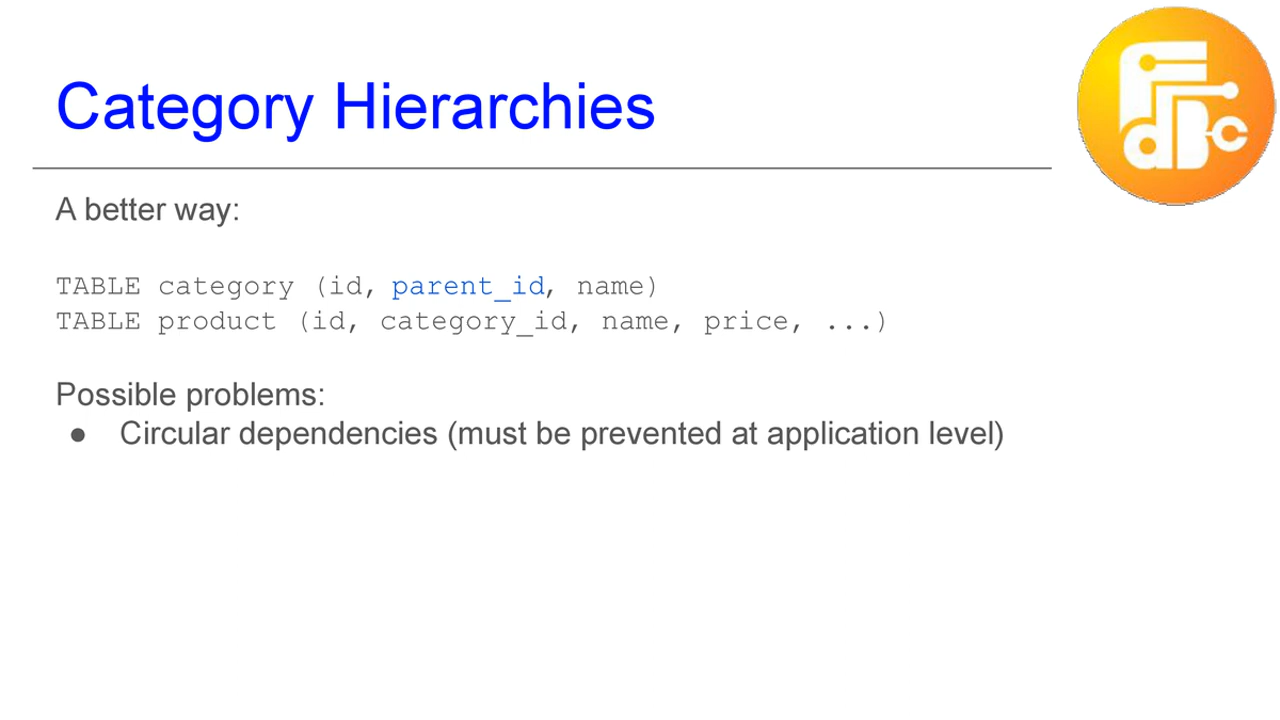 Category Hierarchies
A better way:
TABLE category (id, parent_id, name)
TABLE product (id, category_id, name, price, ...)
Possible problems:
● Circular dependencies (must be prevented at application level)